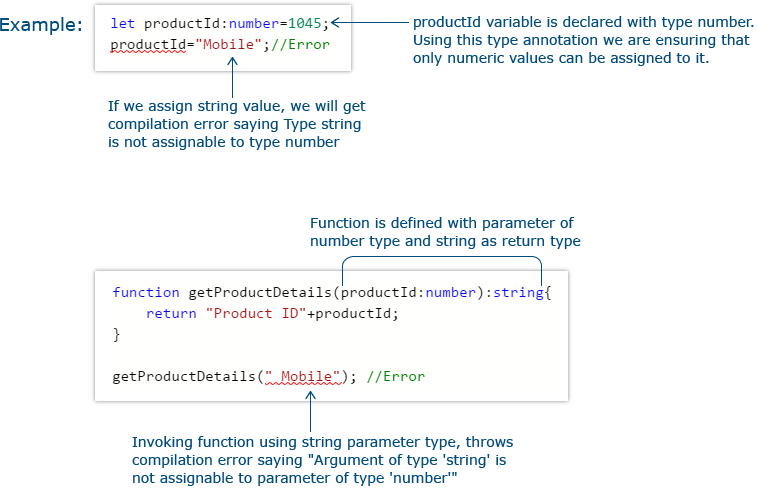 Example:
let productId:number=1045;
productId="Mobile";//Error
productId variable is declared with type number.
Using this type annotation we are ensuring that
only numeric values can be assigned to it.
If we assign string value, we will get
compilation error saying Type string
is not assignable to type number
Function is defined with parameter of
number type and string as return type
function getProductDetails(productId:number):string{
return "Product ID"+productId;
}
getProductDetails(" Mobile"); //Error
Invoking function using string parameter type, throws
compilation error saying "Argument of type 'string' is
not assignable to parameter of type 'number'"